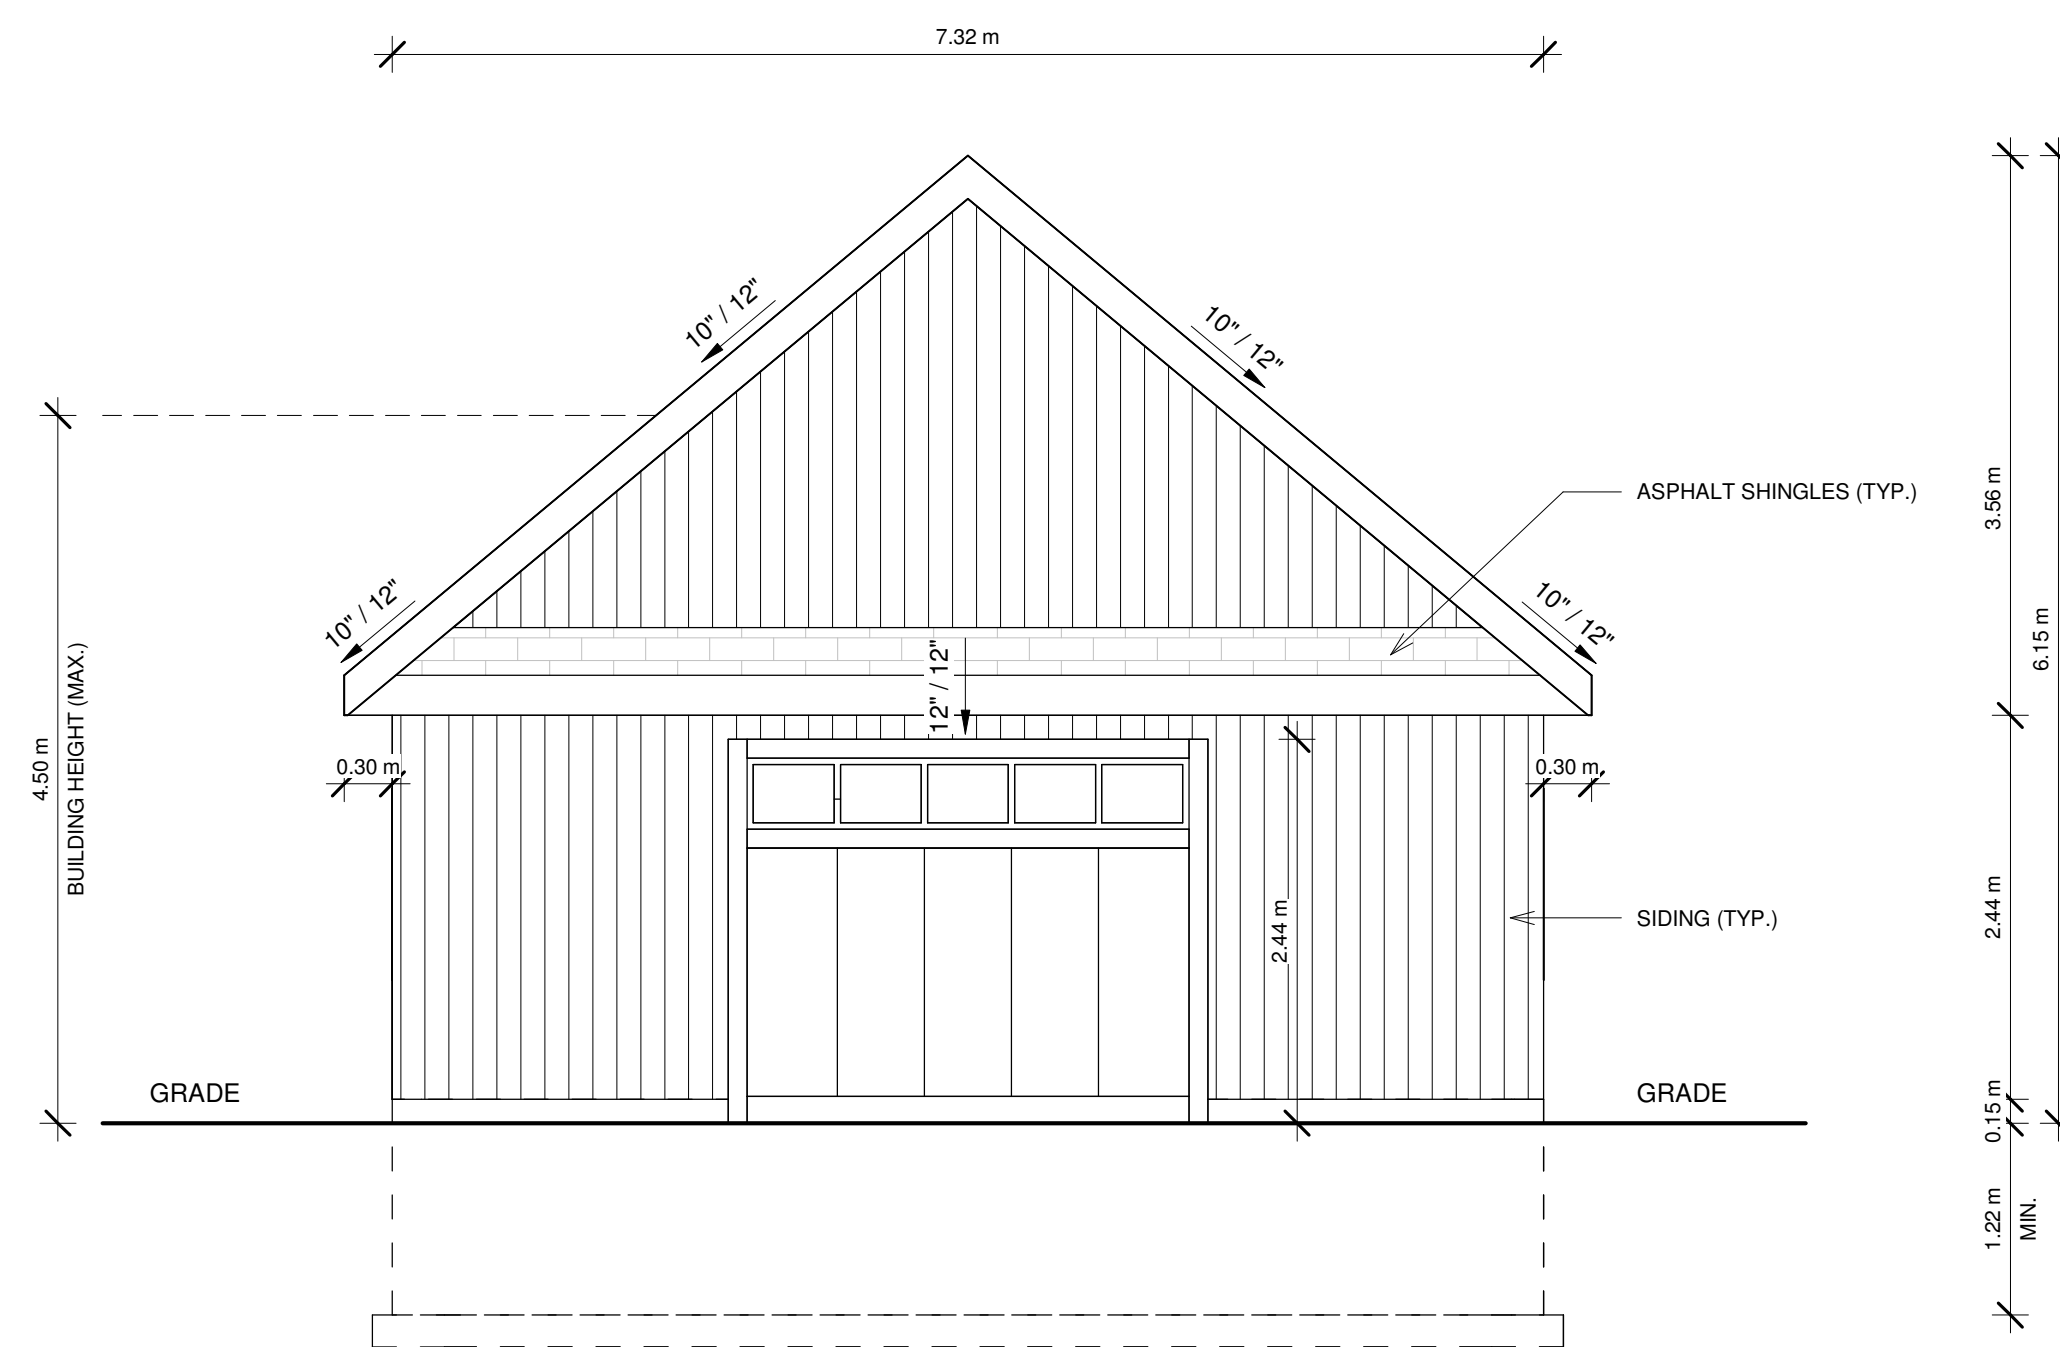 7.32 m
10" / 12"
10" / 12"
ASPHALT SHINGLES (TYP.)
3.56 m
10" / 12"
10" / 12"
6.15 m
12" / 12"
4.50 m
BUILDING HEIGHT (MAX.)
0.30 m
0.30 m
2.44 m
SIDING (TYP.)
2.44 m
GRADE
GRADE
0.15 m
1.22 m
MIN.